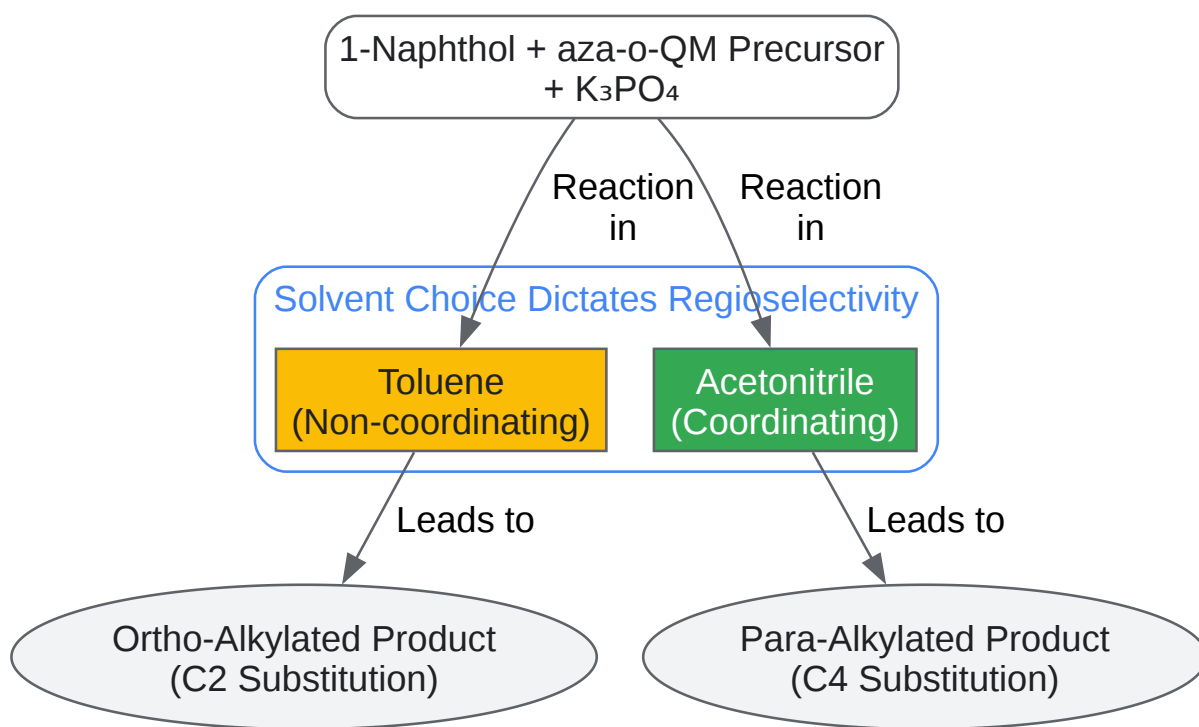 1-Naphthol + aza-o-QM Precursor
+ K₃PO₄
Reaction
in
Reaction
in
Solvent Choice Dictates Regioselectivity
Toluene
(Non-coordinating)
Acetonitrile
(Coordinating)
Leads to
Leads to
Ortho-Alkylated Product
(C2 Substitution)
Para-Alkylated Product
(C4 Substitution)